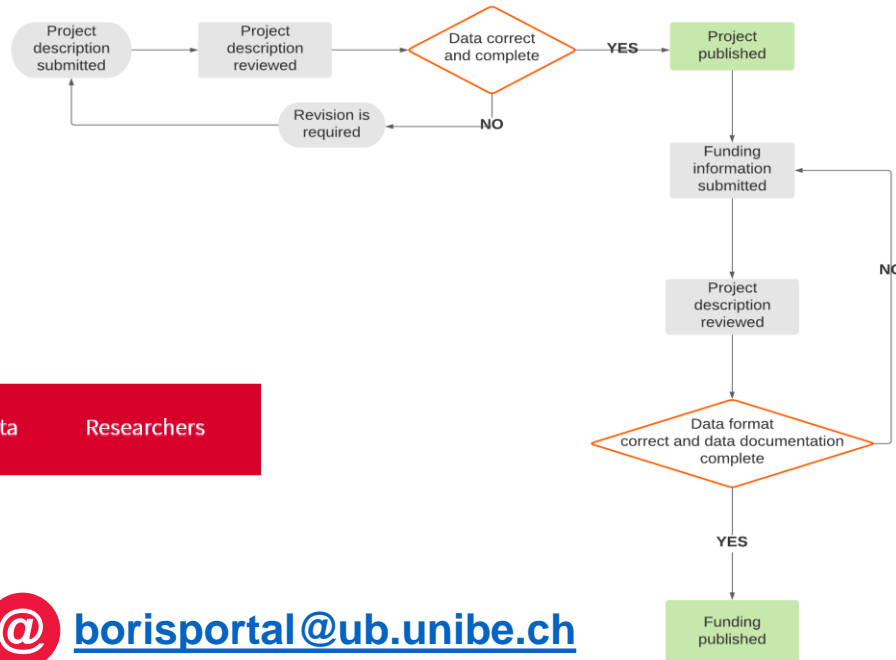 Project
description
submitted
Project
description
reviewed
Data correct
and complete
YES
Project
published
Revision is
required
NO
Funding
information
submitted
Project
description
reviewed
Researchers
Data format
correct and data documentation
complete
YES
@ borisportal@ub.unibe.ch
Funding
published